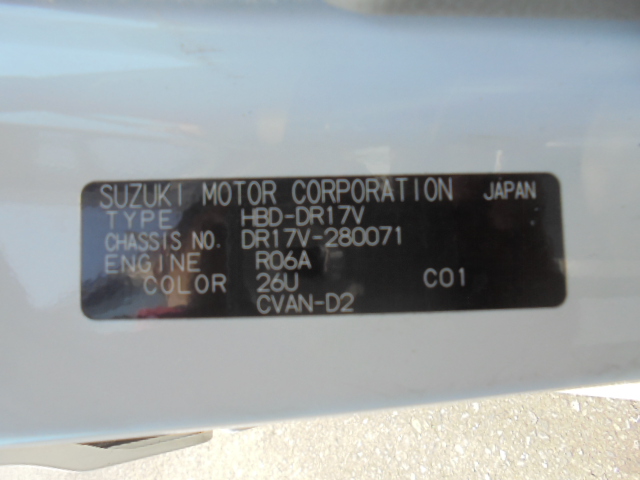 SUZUKI MOTOR CORPORATION JAPAN
TYPE HBD-DR17V
CHASSIS NO. DR17V-280071
ENGINE R06A
COLOR 26U C01
CVAN-D2